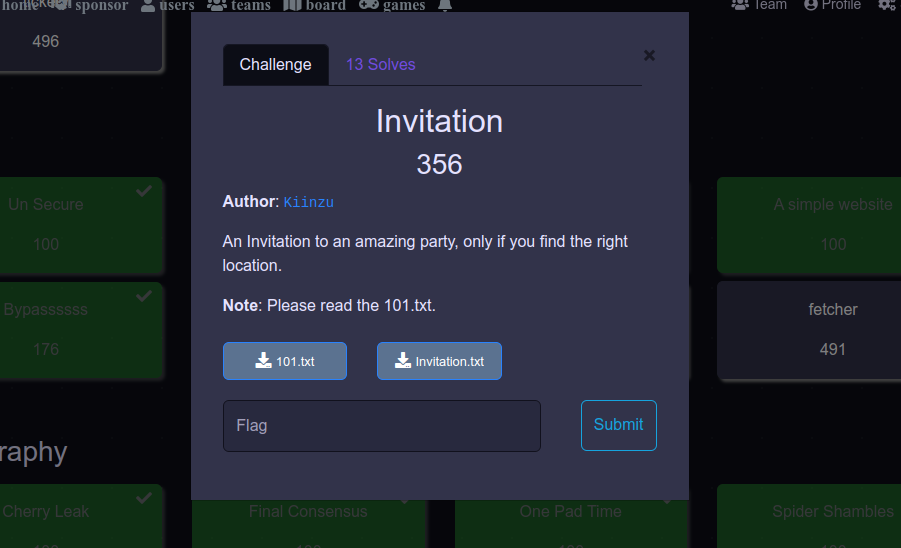 home sponsor users teams board games Team Profile
496
Challenge
13 Solves
×
Invitation
356
Author: Kiinzu
An Invitation to an amazing party, only if you find the right
location.
Note: Please read the 101.txt.
101.txt
Invitation.txt
Flag
Submit
Un Secure
100
A simple website
100
Bypassssss
176
fetcher
491
raphy
Cherry Leak
Final Consensus
One Pad Time
Spider Shambles